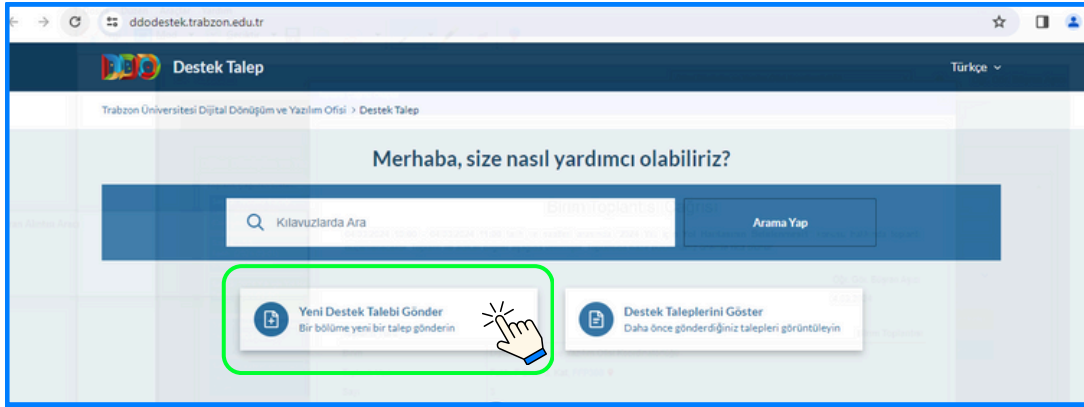 ddodestek.trabzon.edu.tr
DDO Destek Talep
Türkçe
Trabzon Üniversitesi Dijital Dönüşüm ve Yazılım Ofisi > Destek Talep
Merhaba, size nasıl yardımcı olabiliriz?
Kılavuzlarda Ara
Arama Yap
Yeni Destek Talebi Gönder
Bir bölüme yeni bir talep gönderin
Destek Taleplerini Göster
Daha önce gönderdiğiniz talepleri görüntüleyin